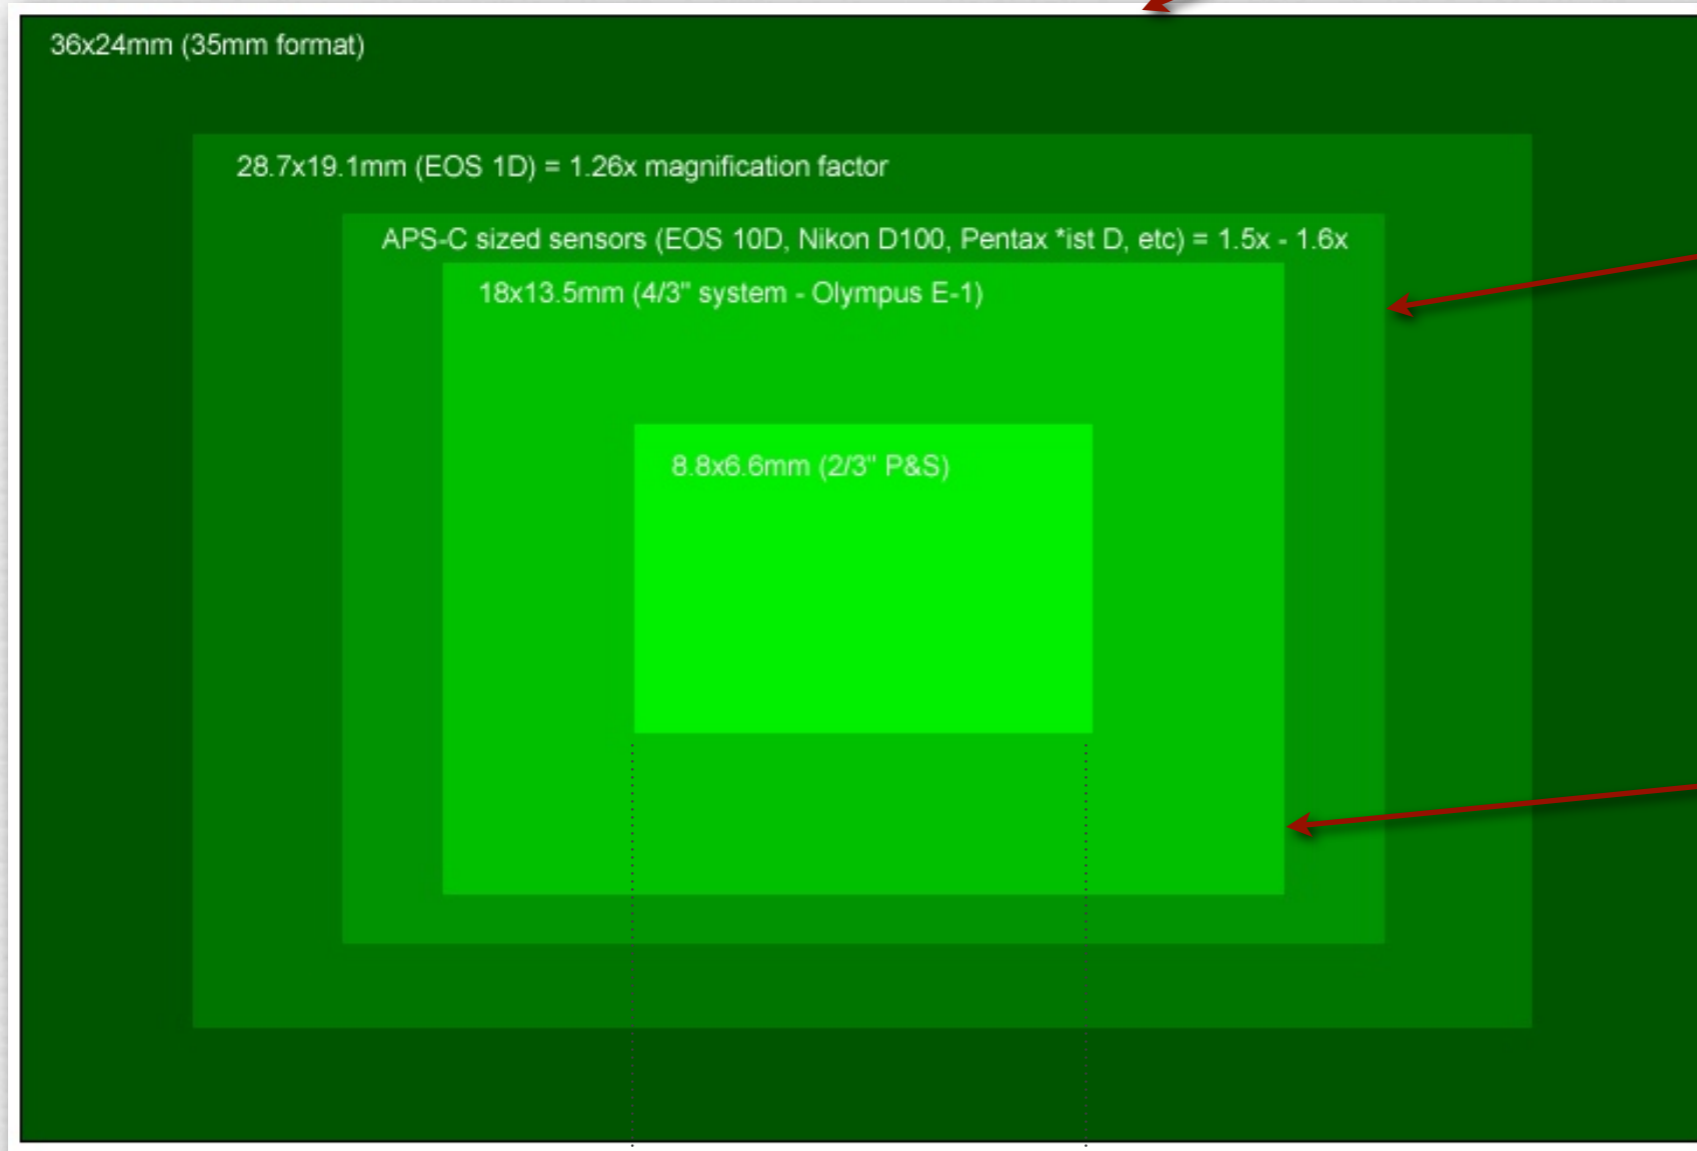 36x24mm (35mm format)
28.7x19.1mm (EOS 1D) = 1.26x magnification factor
APS-C sized sensors (EOS 10D, Nikon D100, Pentax *ist D, etc) = 1.5x - 1.6x
18x13.5mm (4/3" system - Olympus E-1)
8.8x6.6mm (2/3" P&S)